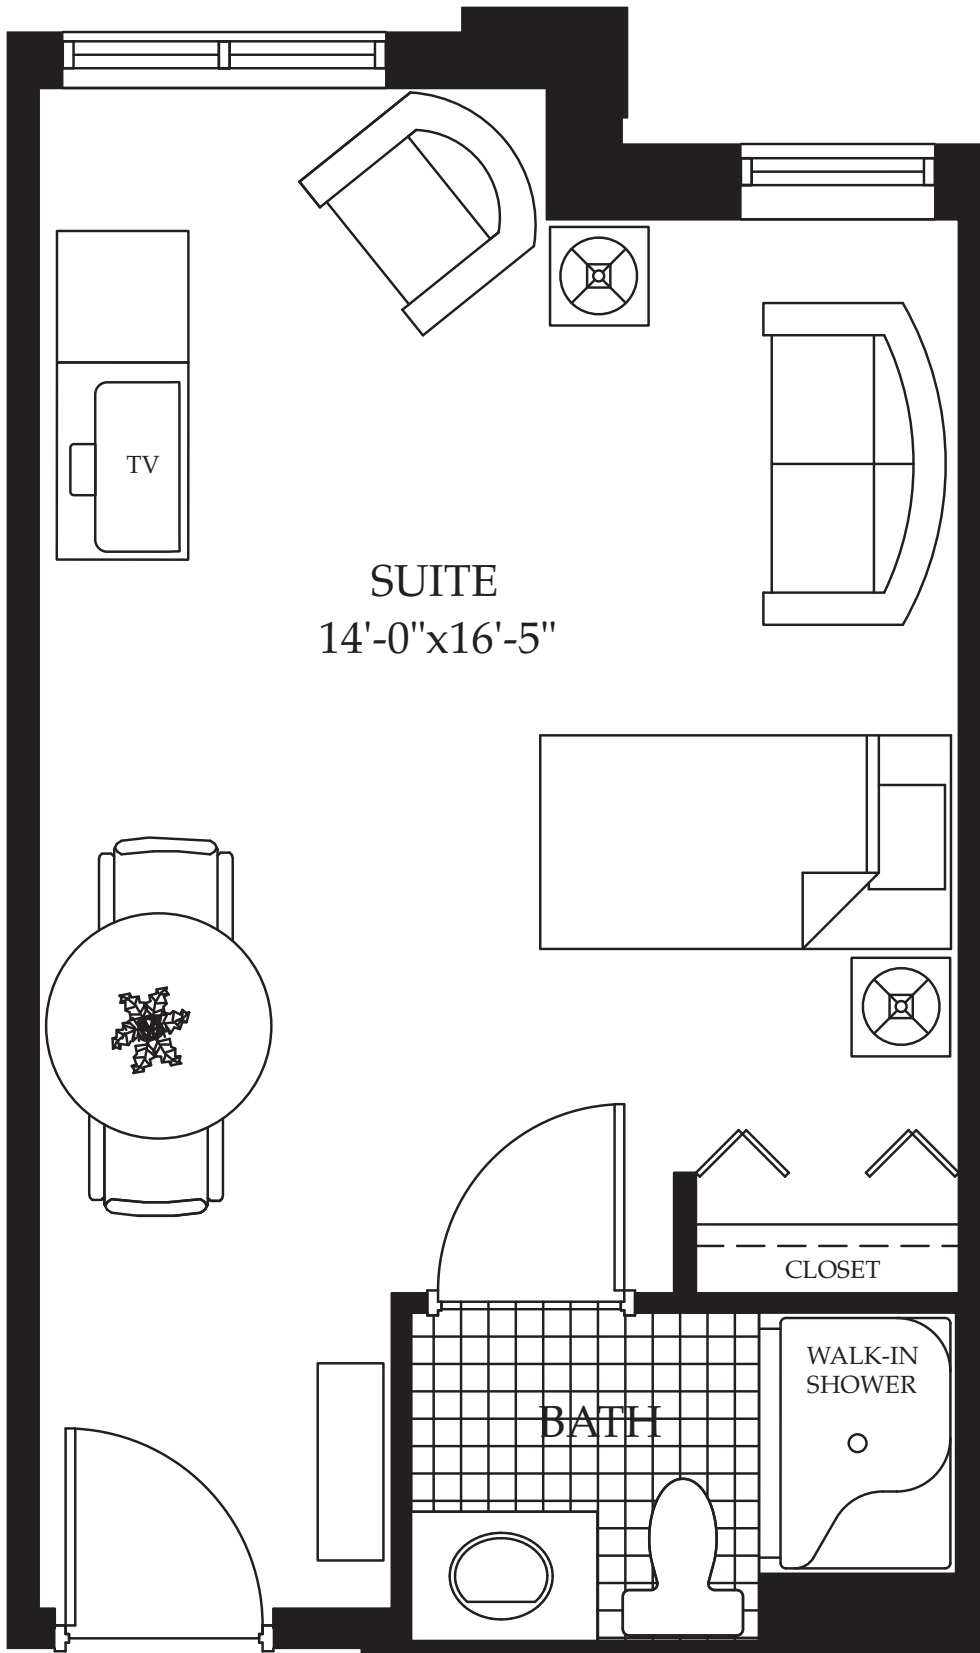 TV
SUITE
14'-0"x16'-5"
CLOSET
WALK-IN
SHOWER
BATH